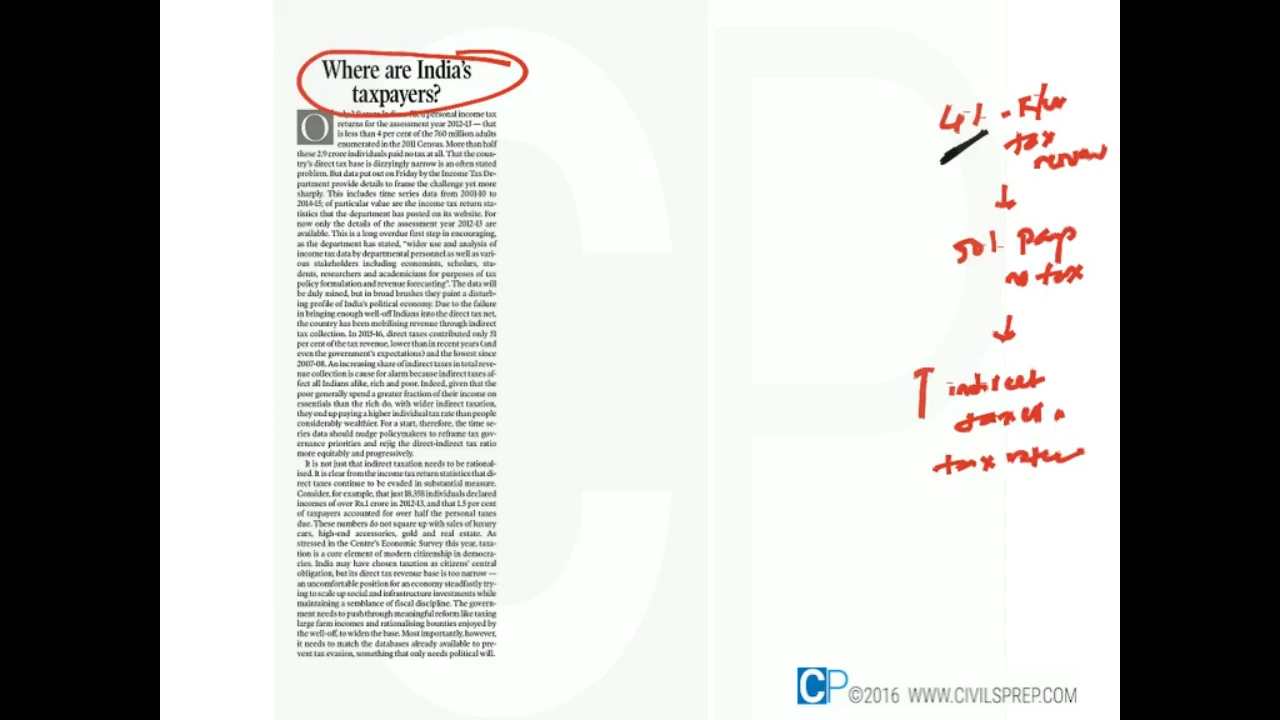 Where are India's
taxpayers?
O
personal income tax
returns for the assessment year 2012-13 — that
is less than 4 per cent of the 760 million adults
enumerated in the 2011 Census. More than half
these 2.9 crore individuals paid no tax at all. That the coun-
try's direct tax base is dizzyingly narrow is an often stated
problem. But data put out on Friday by the Income Tax De-
partment provide details to frame the challenge yet more
sharply. This includes time series data from to
2014-15; of particular value are the income tax return sta-
tistics that the department has posted on its website. For
now only the details of the assessment year 2012-13 are
available. This is a long overdue first step in encouraging,
as the department has stated, "wider use and analysis of
income tax data by departmental personnel as well as vari-
ous stakeholders including economists, scholars, stu-
dents, researchers and academicians for purposes of tax
policy formulation and revenue forecasting". The data will
be duly mined, but in broad brushes they paint a disturb-
ing profile of India's political economy. Due to the failure
in bringing enough well-off Indians into the direct tax net,
the country has been mobilising revenue through indirect
tax collection. In 2015-16, direct taxes contributed only 51
per cent of the tax revenue, lower than in recent years (and
even the government's expectations) and the lowest since
2007-08. An increasing share of indirect taxes in total reve-
nue collection is cause for alarm because indirect taxes af-
fect all Indians alike, rich and poor. Indeed, given that the
poor generally spend a greater fraction of their income on
essentials than the rich do, with wider indirect taxation,
they end up paying a higher individual tax rate than people
considerably wealthier. For a start, therefore, the time se-
ries data should nudge policymakers to reframe tax gov-
ernance priorities and rejig the direct-indirect tax ratio
more equitably and progressively.
It is not just that indirect taxation needs to be rational-
ised. It is clear from the income tax return statistics that di-
rect taxes continue to be evaded in substantial measure.
Consider, for example, that just 18,358 individuals declared
incomes of over Rs.1 crore in 2012-13, and that 1.5 per cent
of taxpayers accounted for over half the personal taxes
due. These numbers do not square up with sales of luxury
cars, high-end accessories, gold and real estate. As
stressed in the Centre's Economic Survey this year, taxa-
tion is a core element of modern citizenship in democra-
cies. India may have chosen taxation as citizens' central
obligation, but its direct tax revenue base is too narrow —
an uncomfortable position for an economy steadfastly try-
ing to scale up social and infrastructure investments while
maintaining a semblance of fiscal discipline. The govern-
ment needs to push through meaningful reform like taxing
large farm incomes and rationalising bounties enjoyed by
the well-off, to widen the base. Most importantly, however,
it needs to match the databases already available to pre-
vent tax evasion, something that only needs political will.
4%
tax
50% pay
no tax
↑ indirect
taxes
tax rates
CP ©2016 WWW.CIVILSPREP.COM